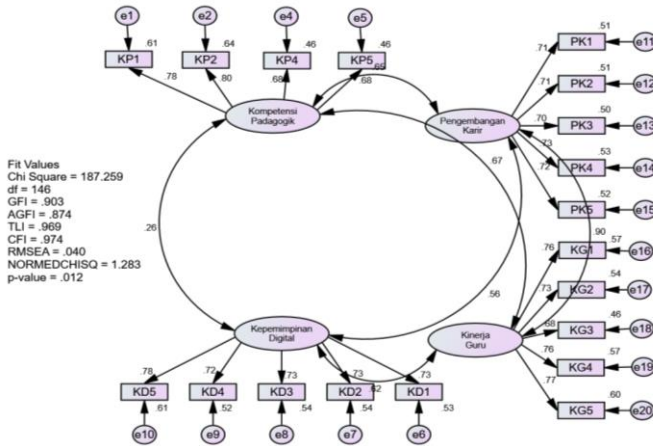 e1
e2
e4
e5
.61
.64
.46
.46
KP1
KP2
KP4
KP5
.78
.80
.68
.68
.65
Kompetensi
Padagogik
Pengembangan
Karir
.51
PK1
e11
.71
.51
PK2
e12
.71
.50
PK3
e13
.70
.53
PK4
e14
.73
.52
PK5
e15
.72
Fit Values
Chi Square = 187.259
df = 146
GFI = .903
AGFI = .874
TLI = .969
CFI = .974
RMSEA = .040
NORMEDCHISQ = 1.283
p-value = .012
.26
.67
.56
.90
Kepemimpinan
Digital
Kinerja
Guru
.57
KG1
e16
.76
.54
KG2
e17
.73
.46
KG3
e18
.68
.57
KG4
e19
.76
.60
KG5
e20
.77
.78
.72
.73
.73
.73
.62
KD5
KD4
KD3
KD2
KD1
.61
.52
.54
.54
.53
e10
e9
e8
e7
e6